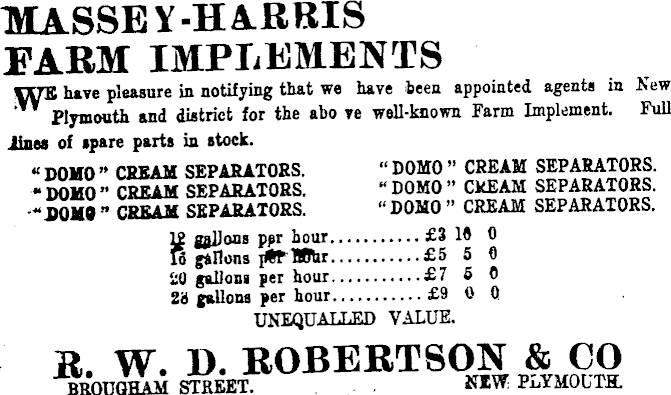 MASSEY-HARRIS
FARM IMPLEMENTS
WE have pleasure in notifying that we have been appointed agents in New
Plymouth and district for the abo ve well-known Farm Implement. Full
lines of spare parts in stock.
"DOMO" CREAM SEPARATORS. "DOMO" CREAM SEPARATORS.
"DOMO" CREAM SEPARATORS. "DOMO" CREAM SEPARATORS.
"DOMO" CREAM SEPARATORS. "DOMO" CREAM SEPARATORS.
gallons per hour...........£3 0
gallons per hour...........£5 5 0
20 gallons per hour...........£7 5 0
gallons per hour...........£9 0 0
UNEQUALLED VALUE.
R. W. D. ROBERTSON & CO
BROUGHAM STREET. NEW PLYMOUTH.